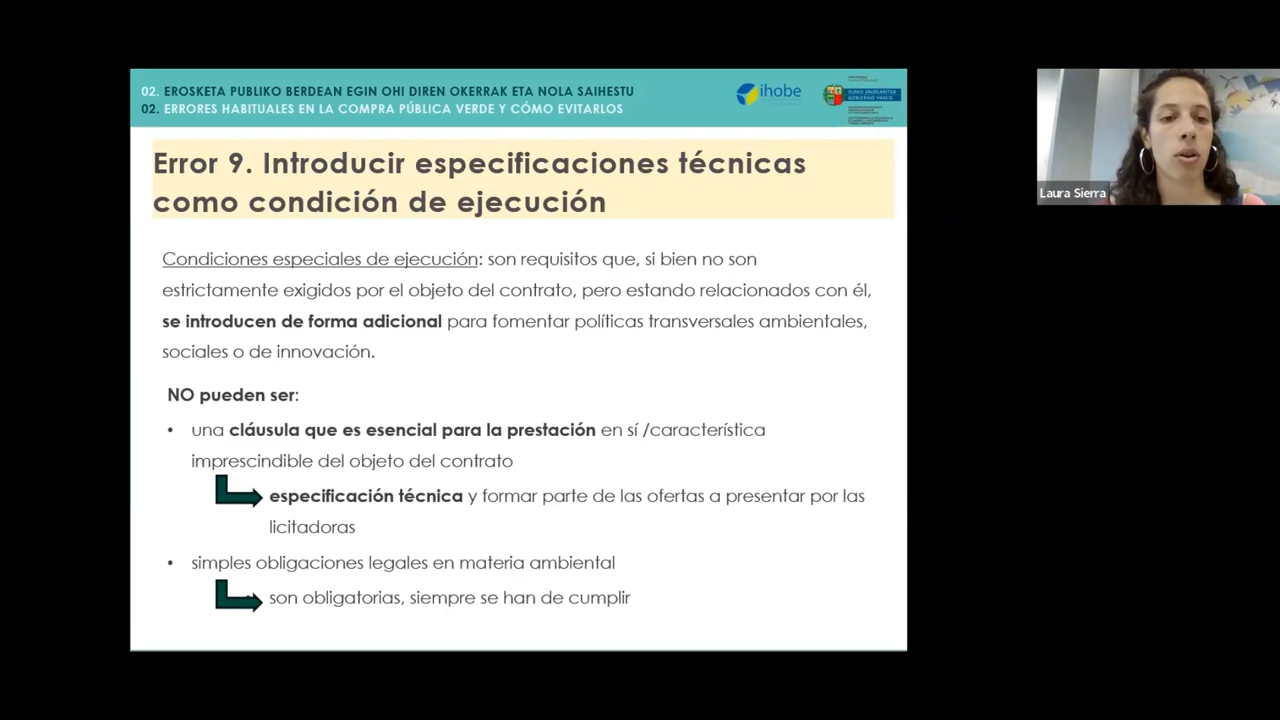 02. EROSKETA PUBLIKO BERDEAN EGIN OHI DIREN OKERRAK ETA NOLA SAIHESTU
02. ERRORES HABITUALES EN LA COMPRA PÚBLICA VERDE Y CÓMO EVITARLOS
ihobe
EUSKO JAURLARITZA
GOBIERNO VASCO
Error 9. Introducir especificaciones técnicas
como condición de ejecución
Condiciones especiales de ejecución: son requisitos que, si bien no son
estrictamente exigidos por el objeto del contrato, pero estando relacionados con él,
se introducen de forma adicional para fomentar políticas transversales ambientales,
sociales o de innovación.
NO pueden ser:
• una cláusula que es esencial para la prestación en sí /característica
imprescindible del objeto del contrato
especificación técnica y formar parte de las ofertas a presentar por las
licitadoras
• simples obligaciones legales en materia ambiental
son obligatorias, siempre se han de cumplir
Laura Sierra